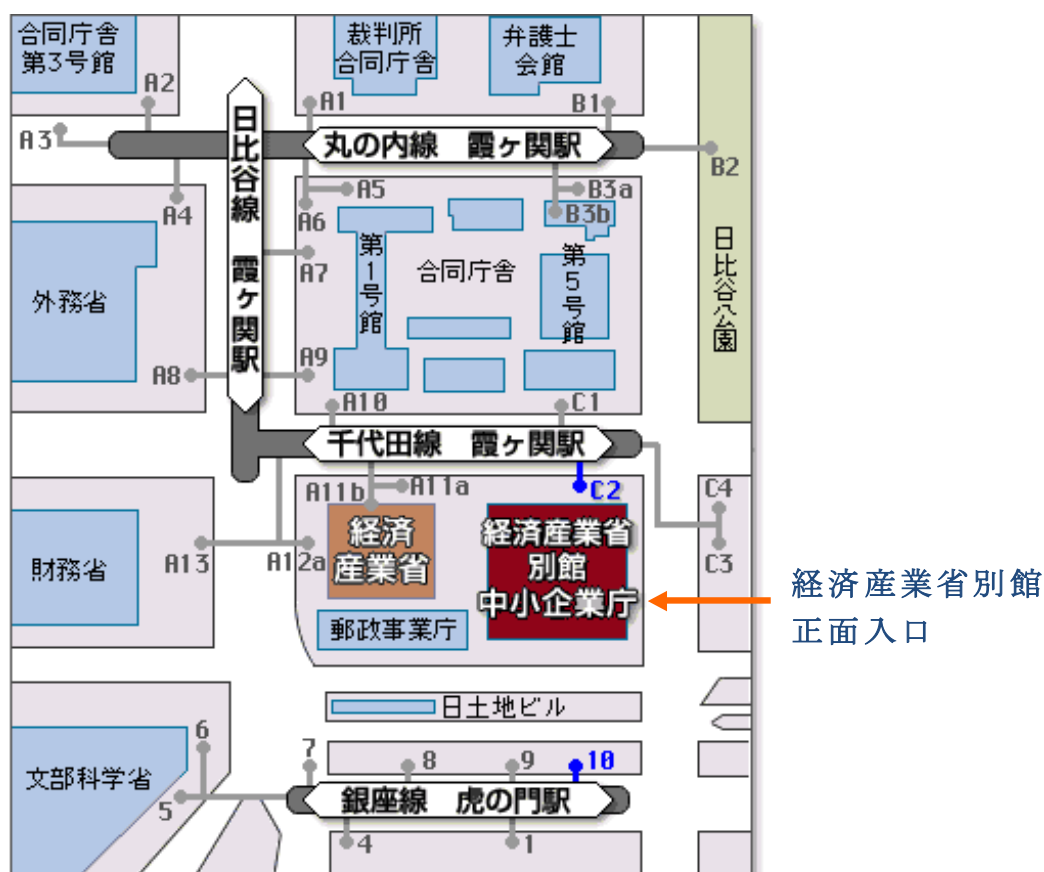 合同庁舎
第3号館
裁判所
合同庁舎
弁護士
会館
A2
A1
B1
A3
日比谷線 霞ヶ関駅
丸の内線 霞ヶ関駅
B2
A5
B3a
A4
A6
B3b
A7
第1号館
合同庁舎
第5号館
日比谷公園
外務省
A9
A8
A10
C1
千代田線 霞ヶ関駅
A11b
A11a
C2
C4
経済
産業省
経済産業省
別館
中小企業庁
財務省
A13
A12a
C3
経済産業省別館
正面入口
郵政事業庁
日土地ビル
6
7
8
9
10
文部科学省
5
銀座線 虎の門駅
4
1